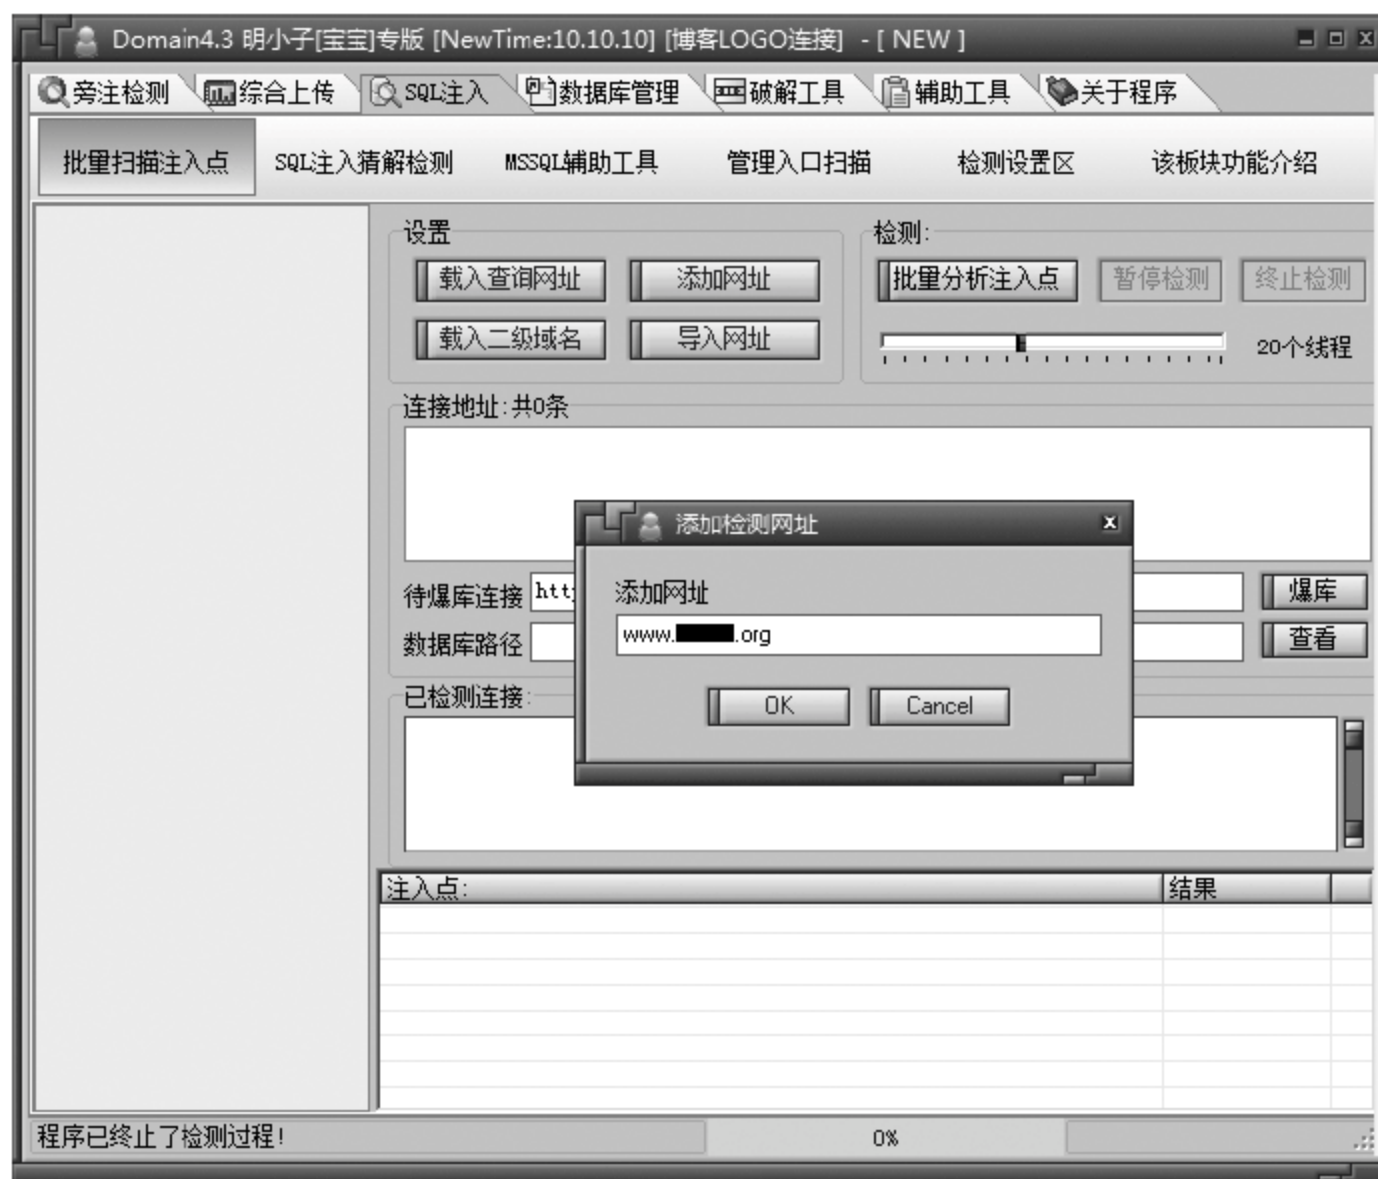 Domain4.3 明小子[宝宝]专版 [NewTime:10.10.10] [博客LOGO连接] - [ NEW ]
旁注检测 综合上传 SQL注入 数据库管理 破解工具 辅助工具 关于程序
批量扫描注入点 SQL注入猜解检测 MSSQL辅助工具 管理入口扫描 检测设置区 该板块功能介绍
设置 检测:
载入查询网址 添加网址 批量分析注入点 暂停检测 终止检测
载入二级域名 导入网址 20个线程
连接地址:共0条
添加检测网址
待爆库连接 http 添加网址 爆库
数据库路径 www. .org 查看
已检测连接: OK Cancel
注入点: 结果
程序已终止了检测过程! 0%